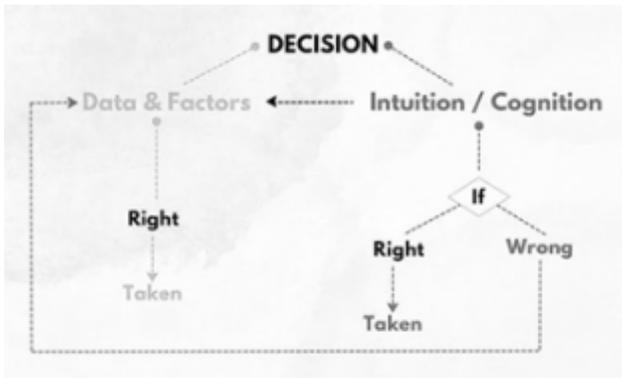 DECISION
Data & Factors
Intuition / Cognition
If
Right
Right
Wrong
Taken
Taken